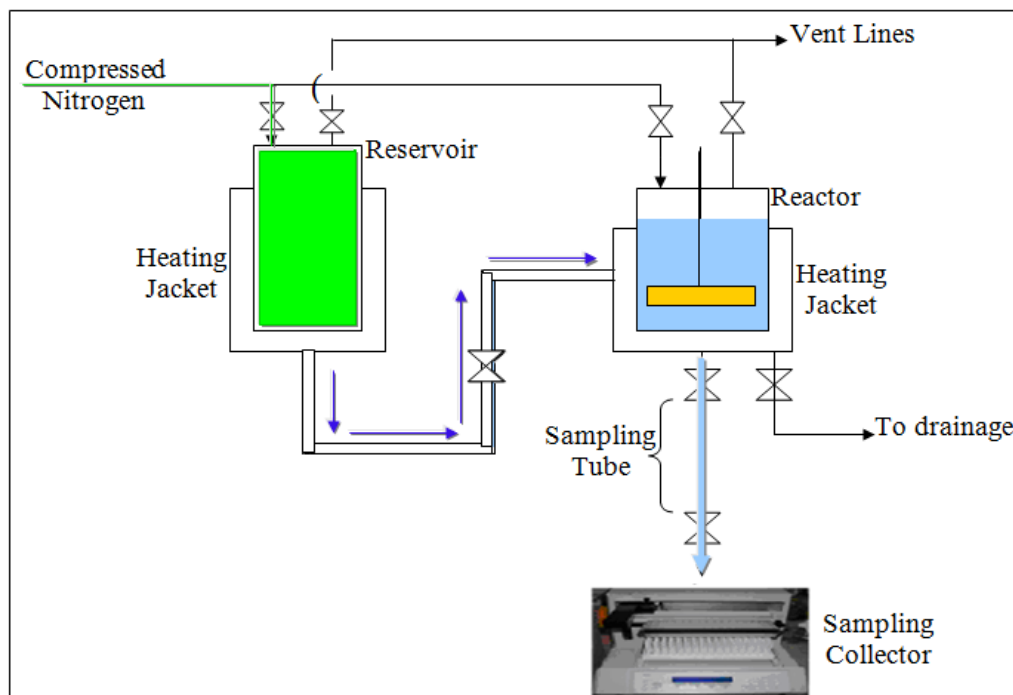 Vent Lines
Compressed
Nitrogen
Reservoir
Reactor
Heating
Jacket
Heating
Jacket
Sampling
Tube
To drainage
Sampling
Collector